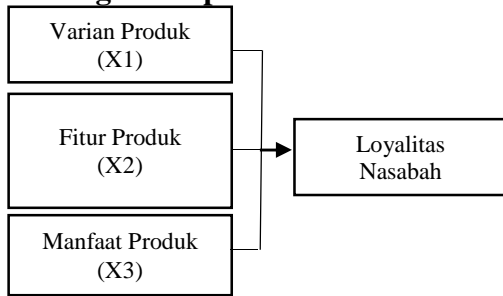 Varian Produk
(X1)
Fitur Produk
(X2)
Loyalitas
Nasabah
Manfaat Produk
(X3)